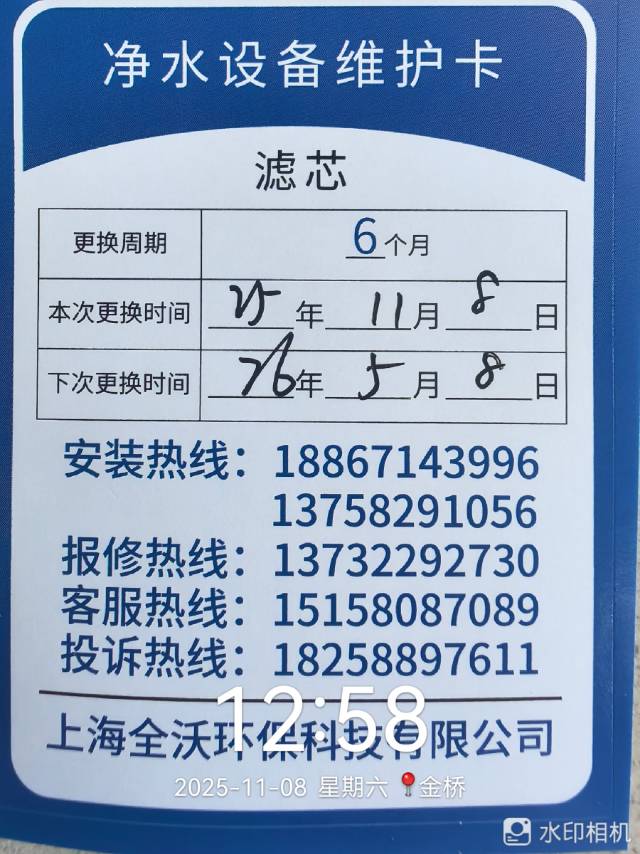 净水设备维护卡
滤芯
更换周期 6个月
本次更换时间 25年11月8日
下次更换时间 26年5月8日
安装热线：18867143996
13758291056
报修热线：13732292730
客服热线：15158087089
投诉热线：18258897611
12:58
上海全沃环保科技有限公司
2025-11-08 星期六 📍金桥
水印相机